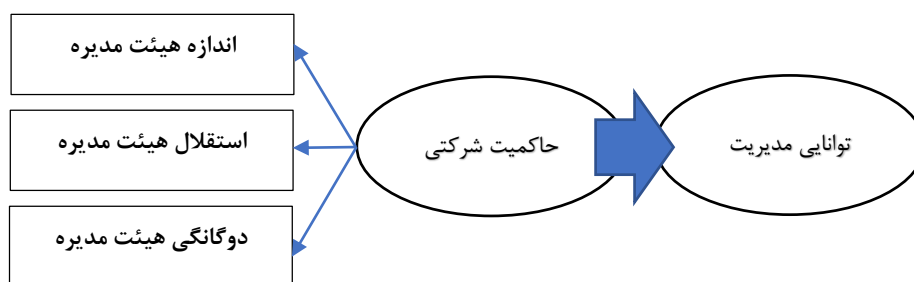 اندازه هیئت مدیره
استقلال هیئت مدیره
دوگانگی هیئت مدیره
حاکمیت شرکتی
توانایی مدیریت